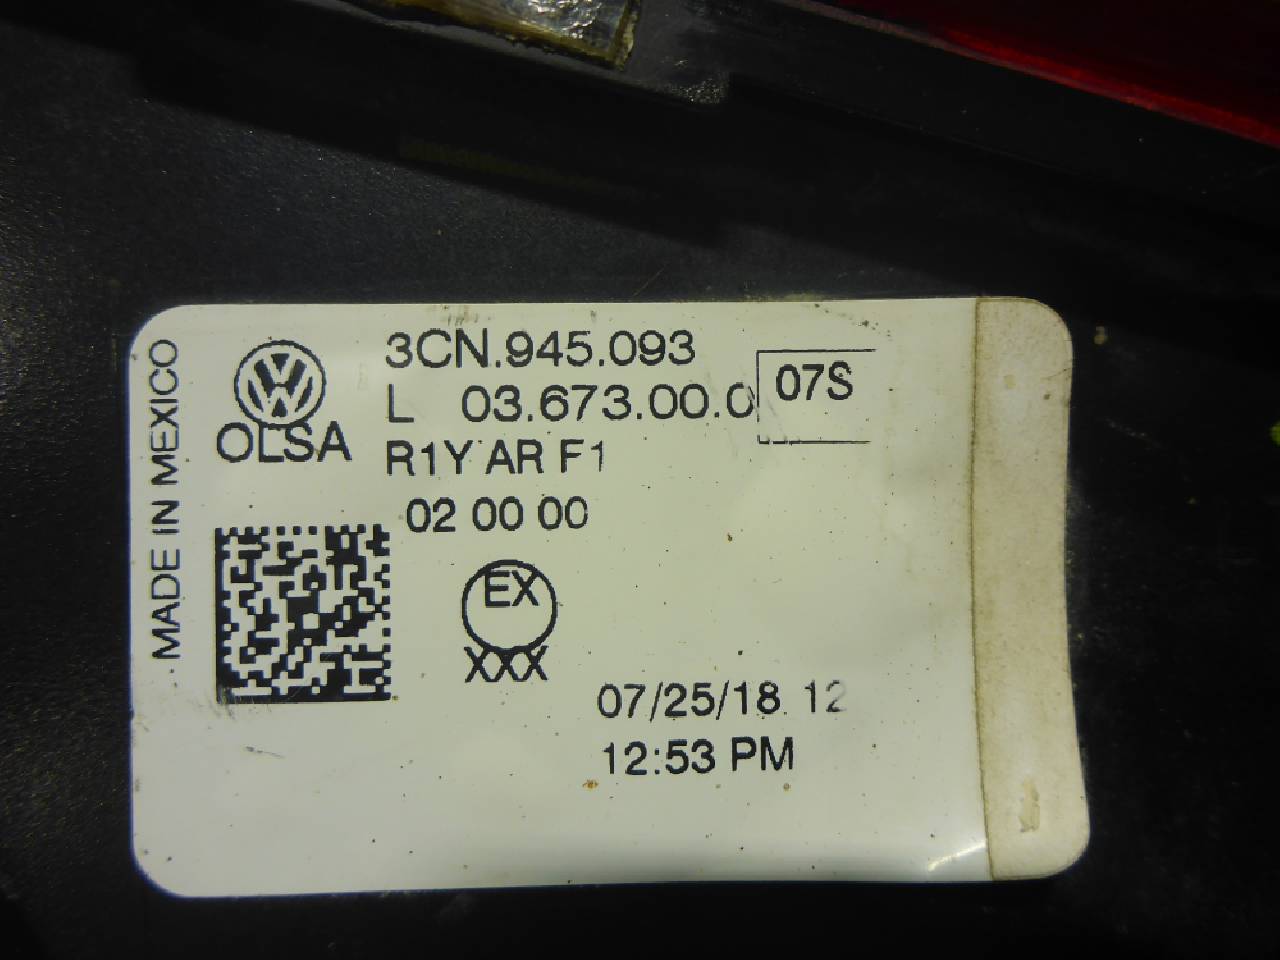 3CN.945.093
L 03.673.00.0
07S
OLSA
R1Y AR F1
02 00 00
MADE IN MEXICO
EX
XXX
07/25/18 12
12:53 PM